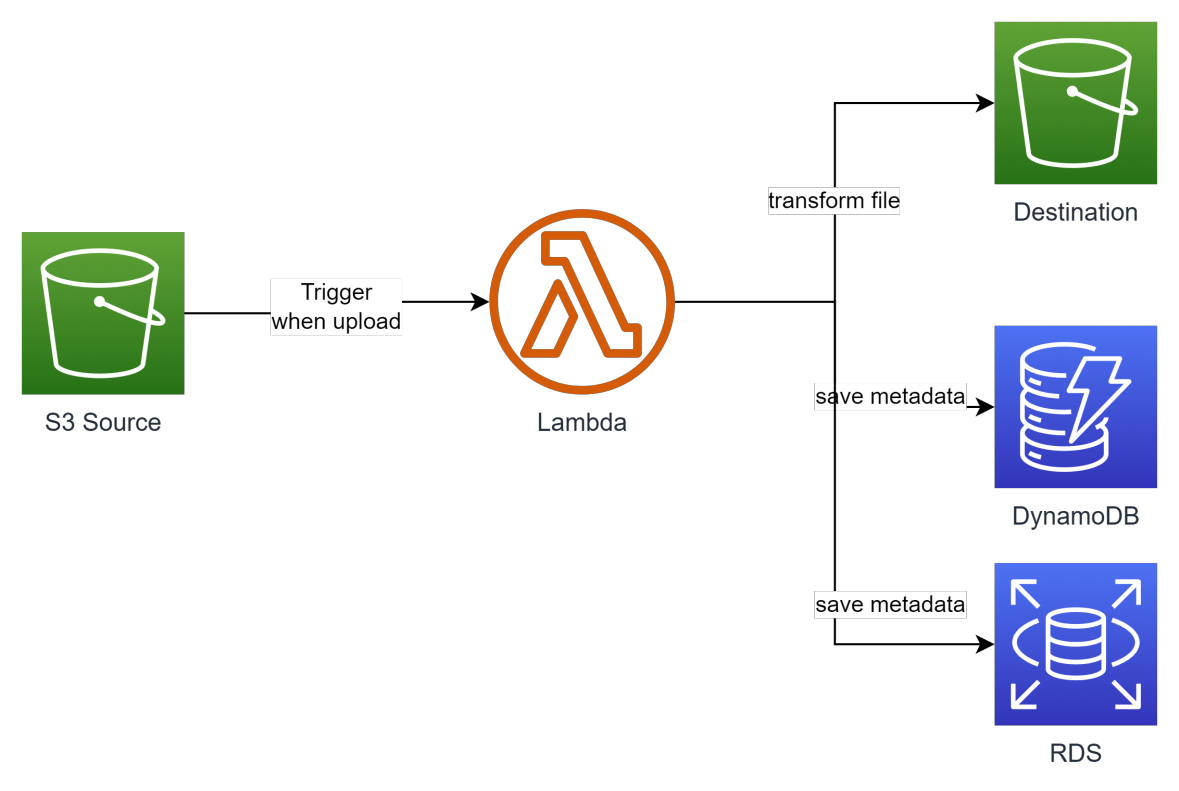 S3 Source
Trigger
when upload
Lambda
transform file
Destination
save metadata
DynamoDB
save metadata
RDS